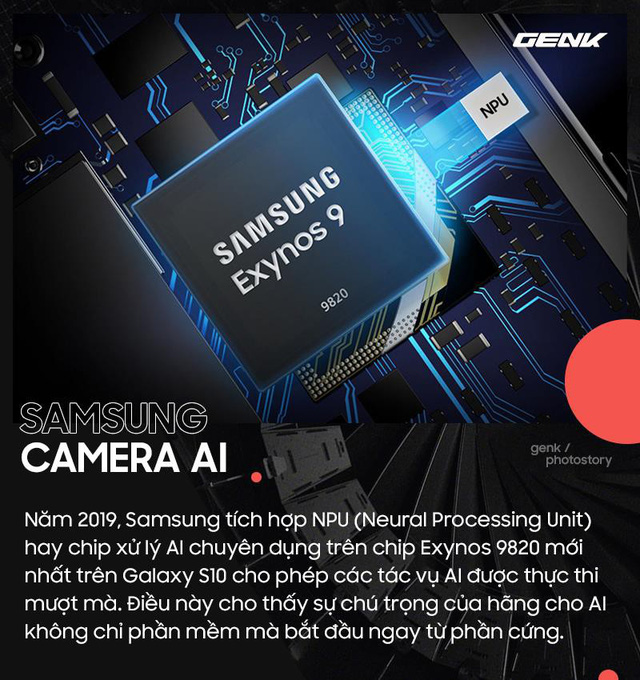 GENK
NPU
SAMSUNG
Exynos 9
9820
SAMSUNG
CAMERA AI
genk /
photostory
Năm 2019, Samsung tích hợp NPU (Neural Processing Unit)
hay chip xử lý AI chuyên dụng trên chip Exynos 9820 mới
nhất trên Galaxy S10 cho phép các tác vụ AI được thực thi
mượt mà. Điều này cho thấy sự chú trọng của hãng cho AI
không chỉ phần mềm mà bắt đầu ngay từ phần cứng.